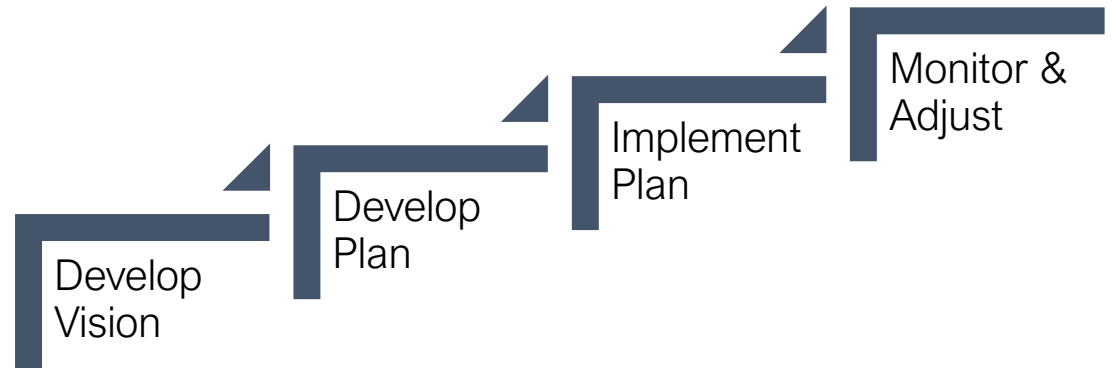 Develop
Vision
Develop
Plan
Implement
Plan
Monitor &
Adjust